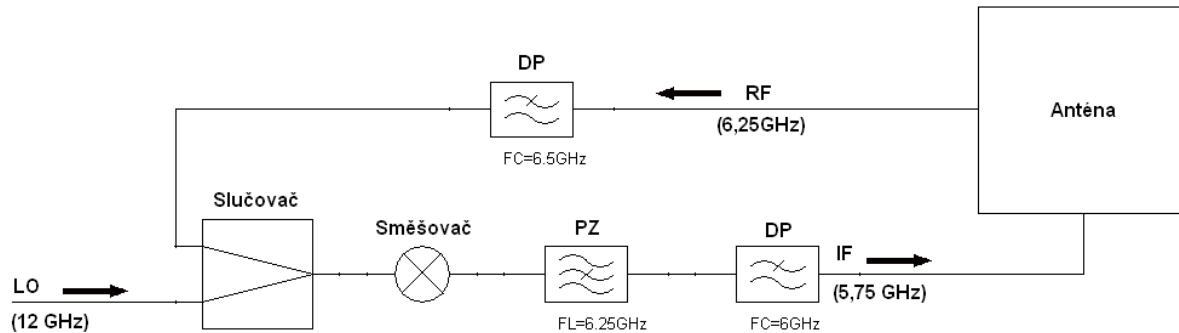 DP
RF
(6,25GHz)
Anténa
FC=6.5GHz
Slučovač
Směšovač
PZ
DP
IF
LO
(5,75 GHz)
(12 GHz)
FL=6.25GHz
FC=6GHz